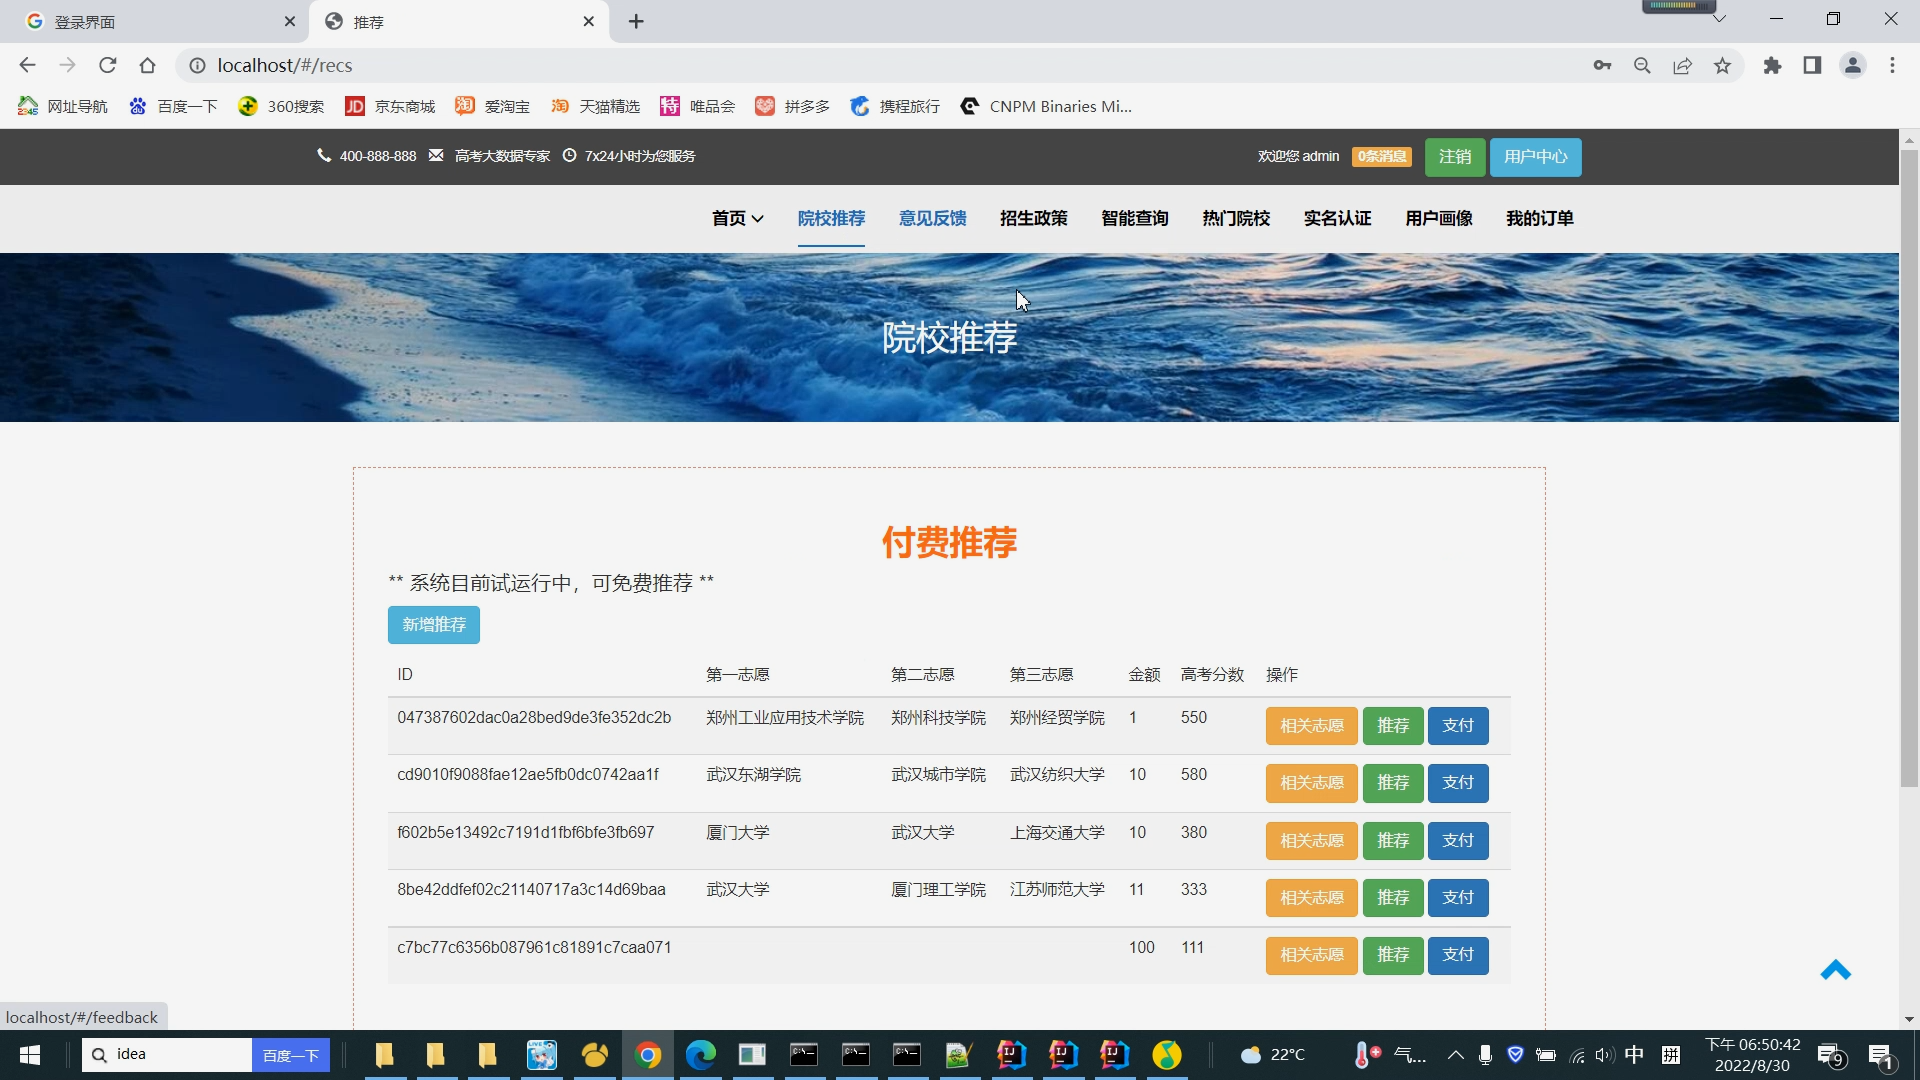 登录界面
推荐
localhost/#/recs
网址导航 百度一下 360搜索 京东商城 爱淘宝 天猫精选 唯品会 拼多多 携程旅行 CNPM Binaries Mi...
400-888-888 高考大数据专家 7x24小时为您服务 欢迎您 admin 0条消息 注销 用户中心
首页 院校推荐 意见反馈 招生政策 智能查询 热门院校 实名认证 用户画像 我的订单
院校推荐
付费推荐
** 系统目前试运行中，可免费推荐 **
新增推荐
ID 第一志愿 第二志愿 第三志愿 金额 高考分数 操作
047387602dac0a28bed9de3fe352dc2b 郑州工业应用技术学院 郑州科技学院 郑州经贸学院 1 550 相关志愿 推荐 支付
cd9010f9088fae12ae5fb0dc0742aa1f 武汉东湖学院 武汉城市学院 武汉纺织大学 10 580 相关志愿 推荐 支付
f602b5e13492c7191d1fbf6bfe3fb697 厦门大学 武汉大学 上海交通大学 10 380 相关志愿 推荐 支付
8be42ddfef02c21140717a3c14d69baa 武汉大学 厦门理工学院 江苏师范大学 11 333 相关志愿 推荐 支付
c7bc77c6356b087961c81891c7caa071 100 111 相关志愿 推荐 支付
localhost/#/feedback
idea 百度一下
22°C 气... 中 拼
下午 06:50:42
2022/8/30
9
1